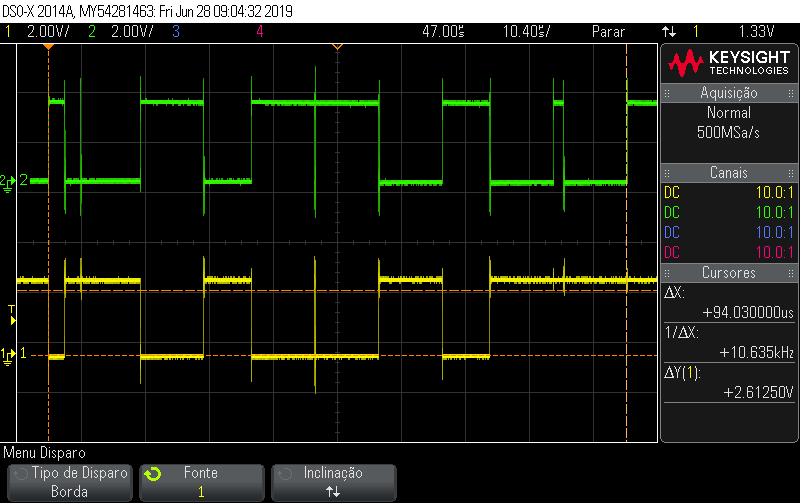 DSO-X 2014A, MY54281463: Fri Jun 28 09:04:32 2019
1 2.00V/ 2 2.00V/ 3 4 47.00s 10.40s/ Parar 1 1.33V
KEYSIGHT
TECHNOLOGIES
Aquisição
Normal
500MSa/s
Canais
DC 10.0:1
DC 10.0:1
DC 10.0:1
DC 10.0:1
Cursores
ΔX:
+94.030000us
1/ΔX:
+10.635kHz
ΔY(1):
+2.61250V
2 2
T
1 1
Menu Disparo
Tipo de Disparo
Borda
Fonte
1
Inclinação